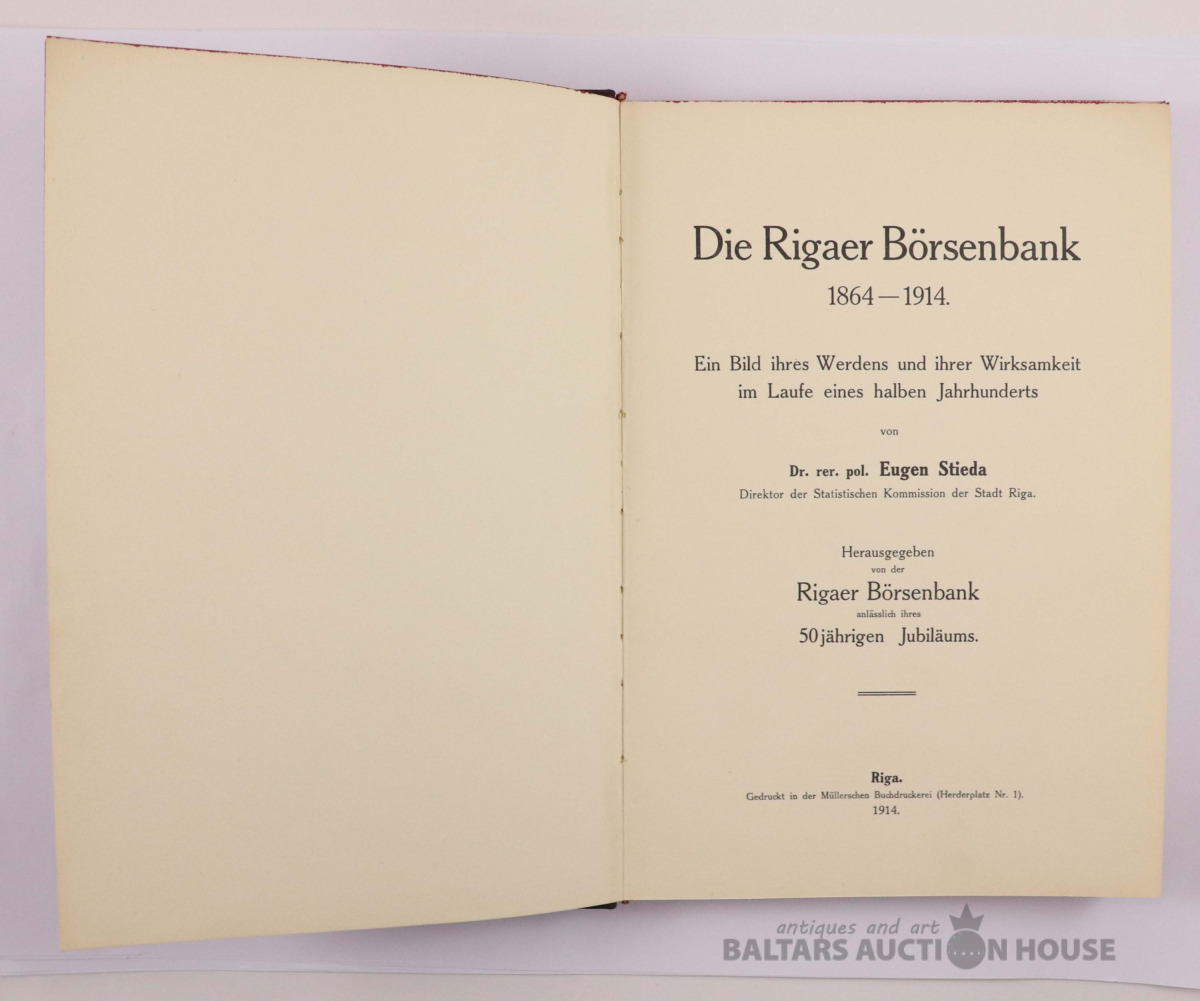 Die Rigaer Börsenbank
1864—1914.
Ein Bild ihres Werdens und ihrer Wirksamkeit
im Laufe eines halben Jahrhunderts
von
Dr. rer. pol. Eugen Stieda
Direktor der Statistischen Kommission der Stadt Riga.
Herausgegeben
von der
Rigaer Börsenbank
anlässlich ihres
50jährigen Jubiläums.
Riga.
Gedruckt in der Müllerschen Buchdruckerei (Herderplatz Nr. 1).
1914.
antiques and art
BALTARS AUCTION HOUSE